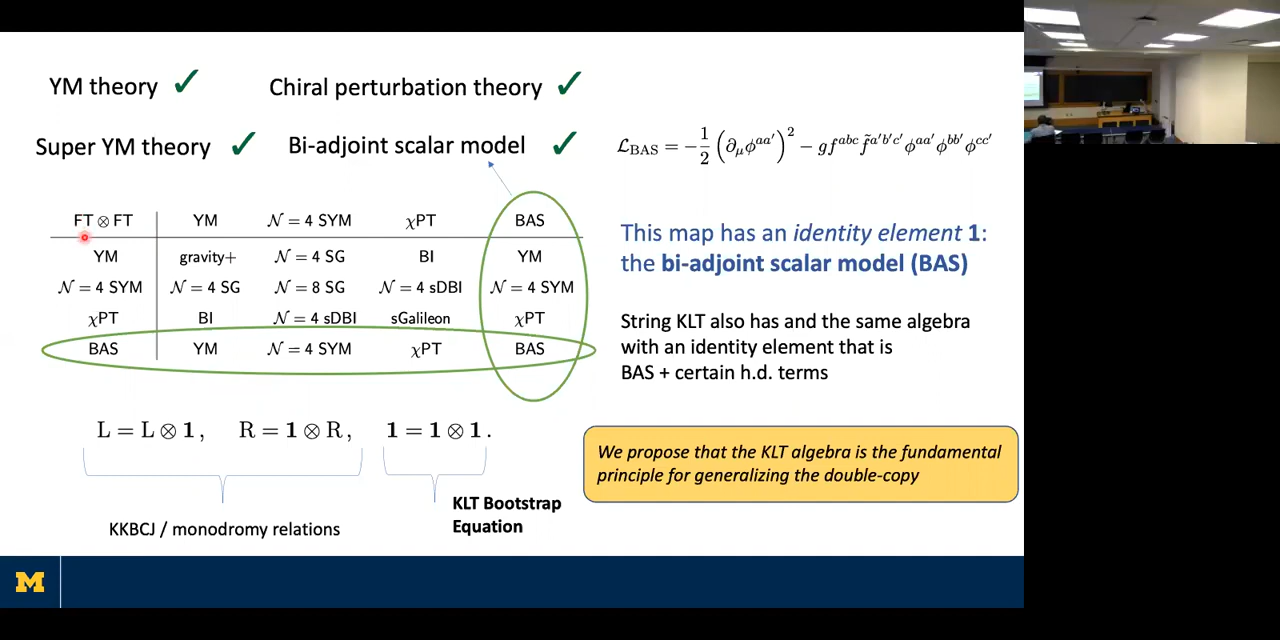 YM theory ✓ Chiral perturbation theory ✓
Super YM theory ✓ Bi-adjoint scalar model ✓
ℒ_BAS = −1/2 (∂_μ ϕ^{aa′})^2 − g f^{abc} f̃^{a′b′c′} ϕ^{aa′} ϕ^{bb′} ϕ^{cc′}
FT ⊗ FT YM 𝒩 = 4 SYM χPT BAS
YM gravity+ 𝒩 = 4 SG BI YM
𝒩 = 4 SYM 𝒩 = 4 SG 𝒩 = 8 SG 𝒩 = 4 sDBI 𝒩 = 4 SYM
χPT BI 𝒩 = 4 sDBI sGalileon χPT
BAS YM 𝒩 = 4 SYM χPT BAS
This map has an identity element 1:
the bi-adjoint scalar model (BAS)
String KLT also has and the same algebra
with an identity element that is
BAS + certain h.d. terms
L = L ⊗ 1, R = 1 ⊗ R, 1 = 1 ⊗ 1.
KKBCJ / monodromy relations
KLT Bootstrap
Equation
We propose that the KLT algebra is the fundamental
principle for generalizing the double-copy
M